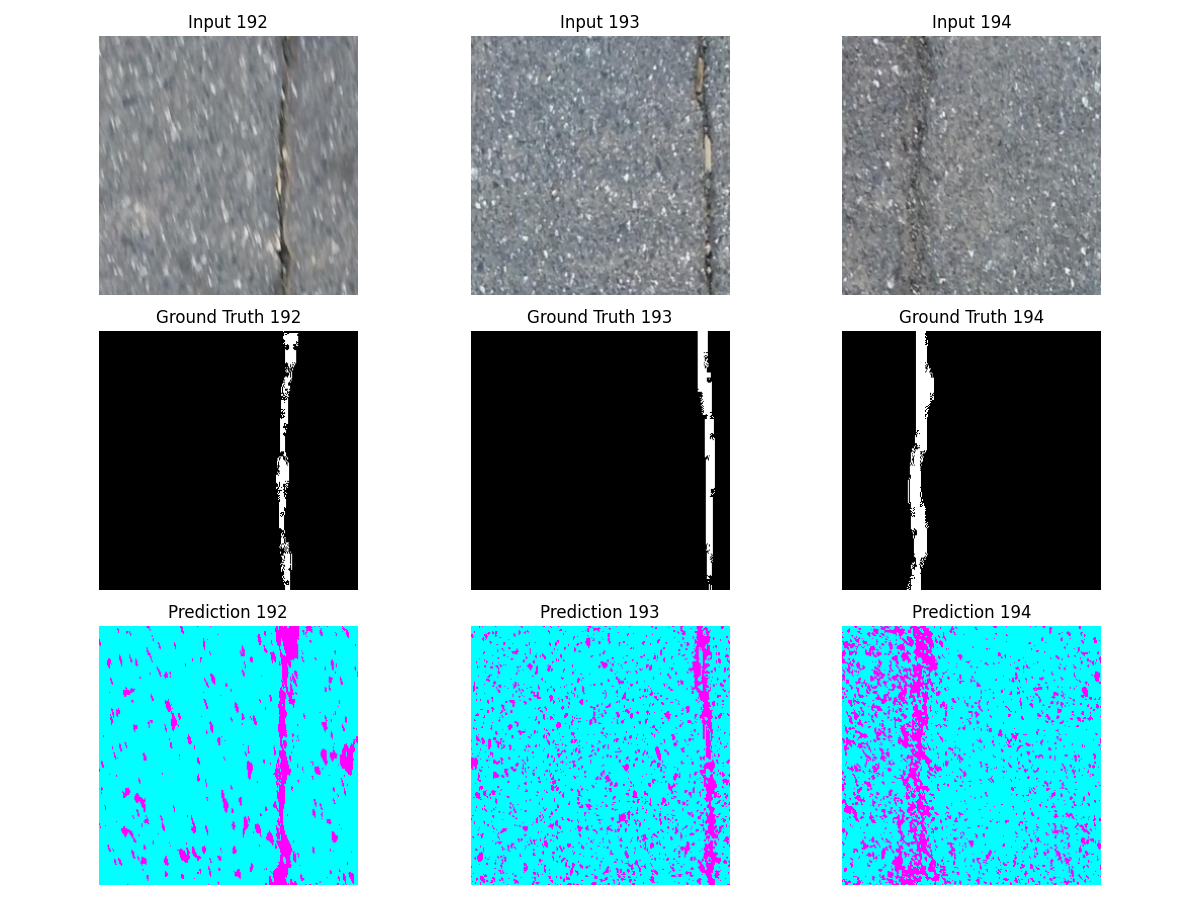 Input 192
Input 193
Input 194
Ground Truth 192
Ground Truth 193
Ground Truth 194
Prediction 192
Prediction 193
Prediction 194